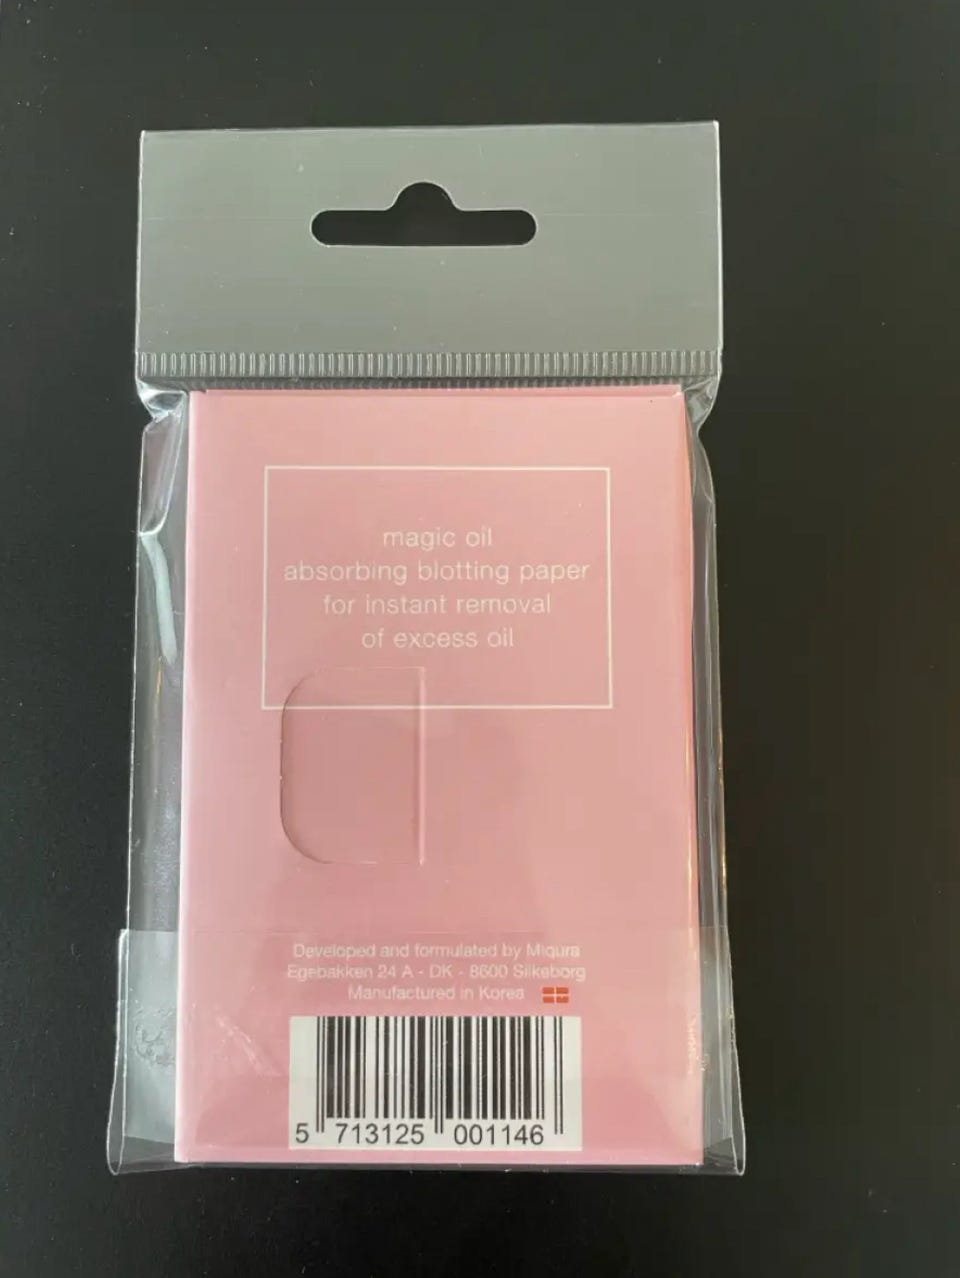 magic oil
absorbing blotting paper
for instant removal
of excess oil
Developed and formulated by Miqura
Egebakken 24 A - DK - 8600 Silkeborg
Manufactured in Korea
5 713125 001146